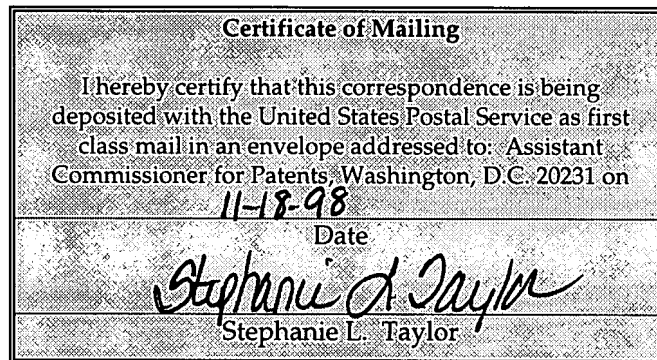 Certificate of Mailing
I hereby certify that this correspondence is being
deposited with the United States Postal Service as first
class mail in an envelope addressed to: Assistant
Commissioner for Patents, Washington, D.C. 20231 on
11-18-98
Date
Stephanie L Taylor
Stephanie L. Taylor